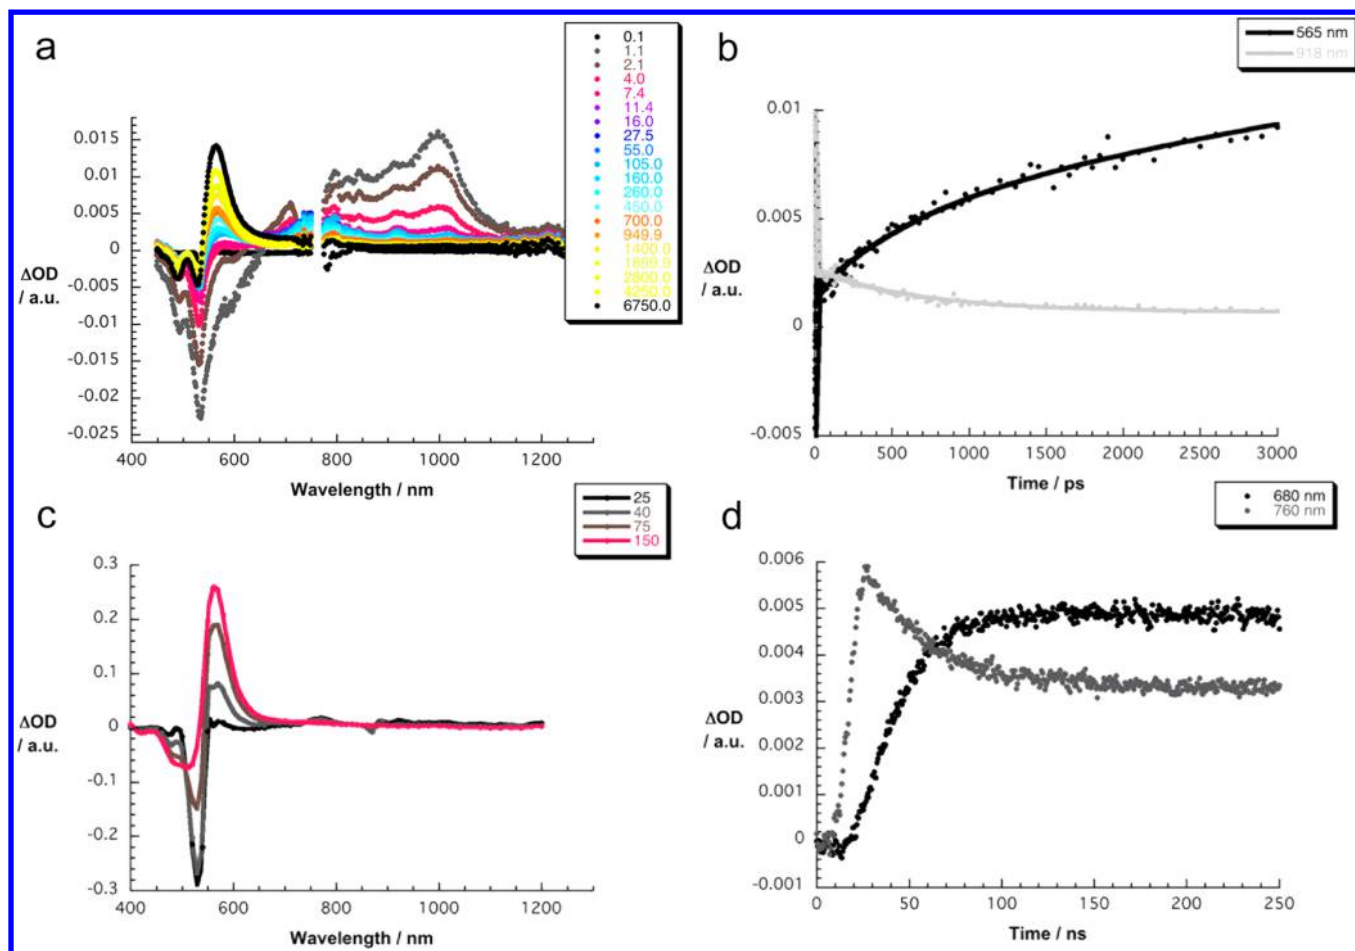 a
0.1
1.1
2.1
4.0
7.4
11.4
16.0
27.5
55.0
105.0
160.0
260.0
450.0
700.0
949.9
1400.0
1899.9
2800.0
4250.0
6750.0
0.015
0.01
0.005
0
-0.005
-0.01
-0.015
-0.02
-0.025
ΔOD
/ a.u.
400 600 800 1000 1200
Wavelength / nm
b
565 nm
918 nm
0.01
0.005
0
-0.005
ΔOD
/ a.u.
0 500 1000 1500 2000 2500 3000
Time / ps
c
25
40
75
150
0.3
0.2
0.1
0
-0.1
-0.2
-0.3
ΔOD
/ a.u.
400 600 800 1000 1200
Wavelength / nm
d
680 nm
760 nm
0.006
0.005
0.004
0.003
0.002
0.001
0
-0.001
ΔOD
/ a.u.
0 50 100 150 200 250
Time / ns